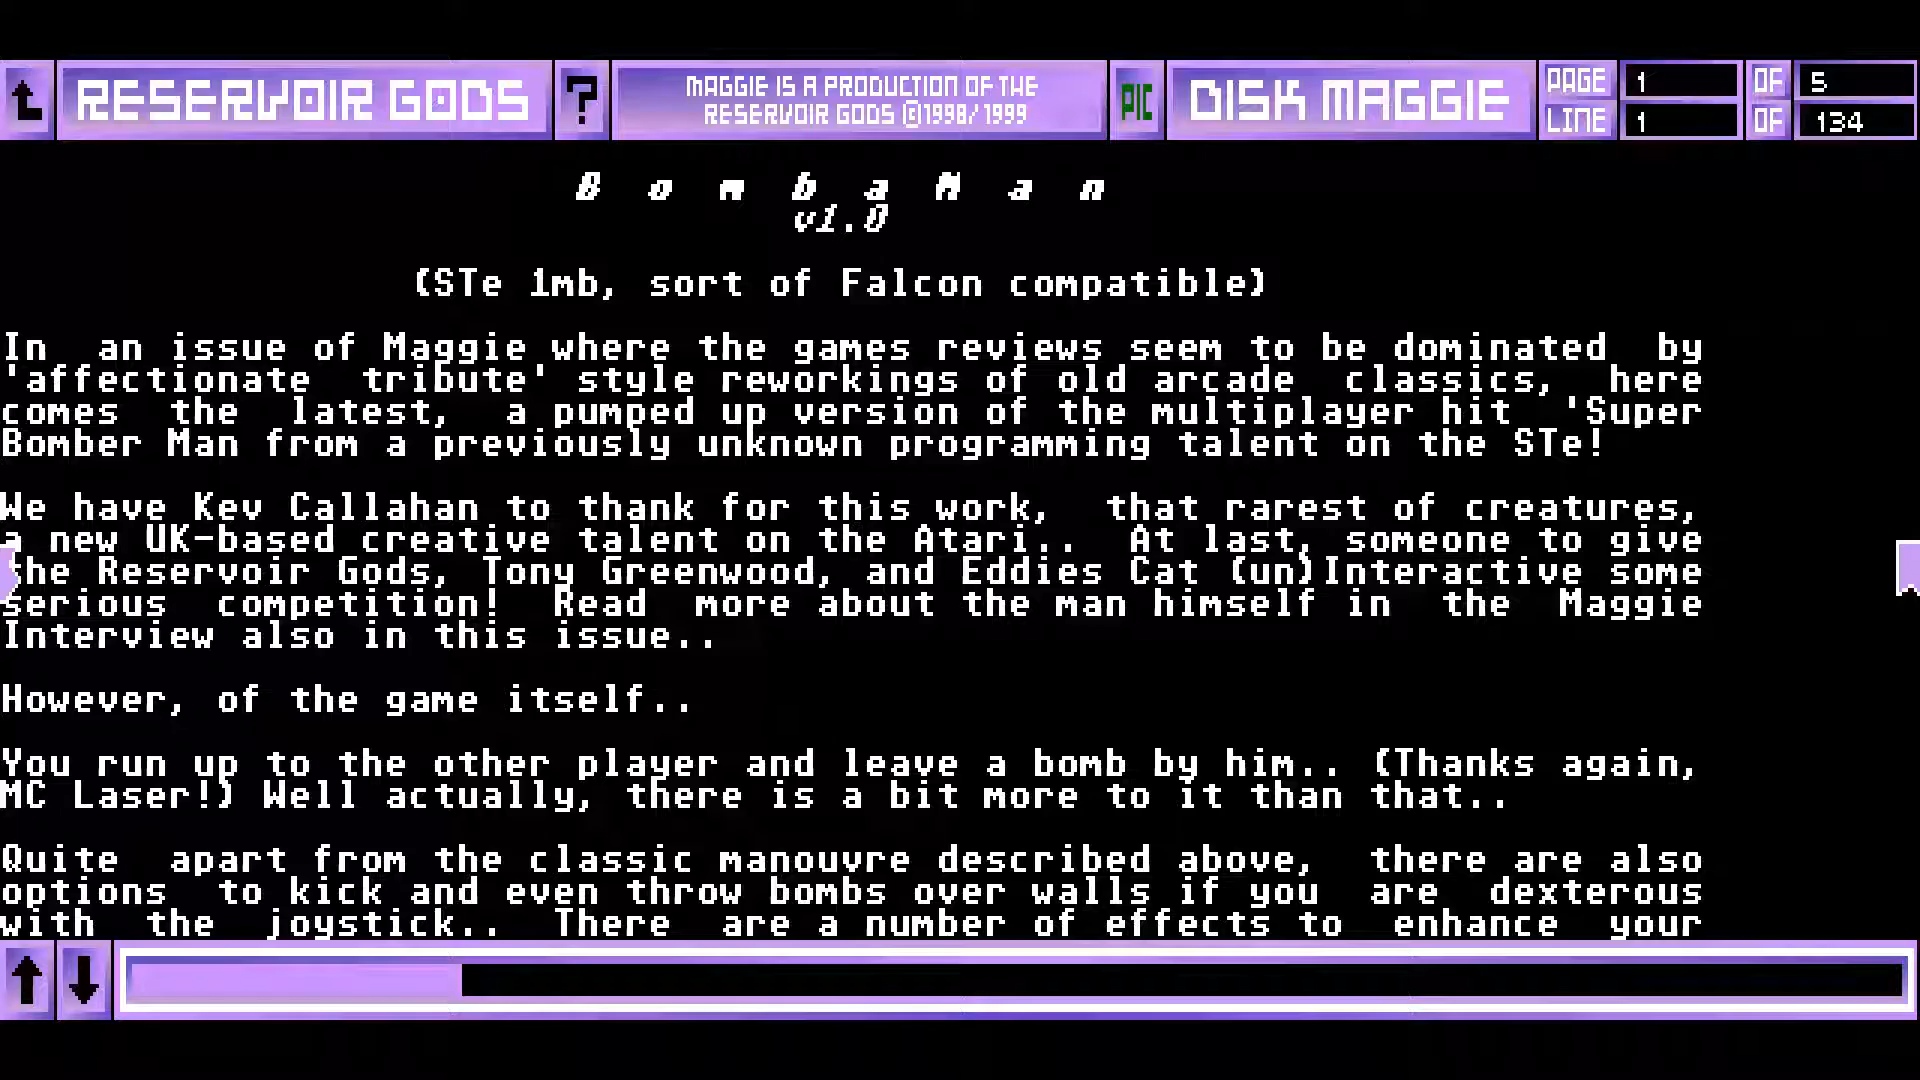 RESERVOIR GODS
?
MAGGIE IS A PRODUCTION OF THE
RESERVOIR GODS ©1998/1999
PIC
DISK MAGGIE
PAGE 1 OF 5
LINE 1 OF 134
B o m b a M a n
v1.0
(STe 1mb, sort of Falcon compatible)
In an issue of Maggie where the games reviews seem to be dominated by
'affectionate tribute' style reworkings of old arcade classics, here
comes the latest, a pumped up version of the multiplayer hit 'Super
Bomber Man from a previously unknown programming talent on the STe!
We have Kev Callahan to thank for this work, that rarest of creatures,
a new UK-based creative talent on the Atari.. At last, someone to give
the Reservoir Gods, Tony Greenwood, and Eddies Cat (un)Interactive some
serious competition! Read more about the man himself in the Maggie
Interview also in this issue..
However, of the game itself..
You run up to the other player and leave a bomb by him.. (Thanks again,
MC Laser!) Well actually, there is a bit more to it than that..
Quite apart from the classic manouvre described above, there are also
options to kick and even throw bombs over walls if you are dexterous
with the joystick.. There are a number of effects to enhance your